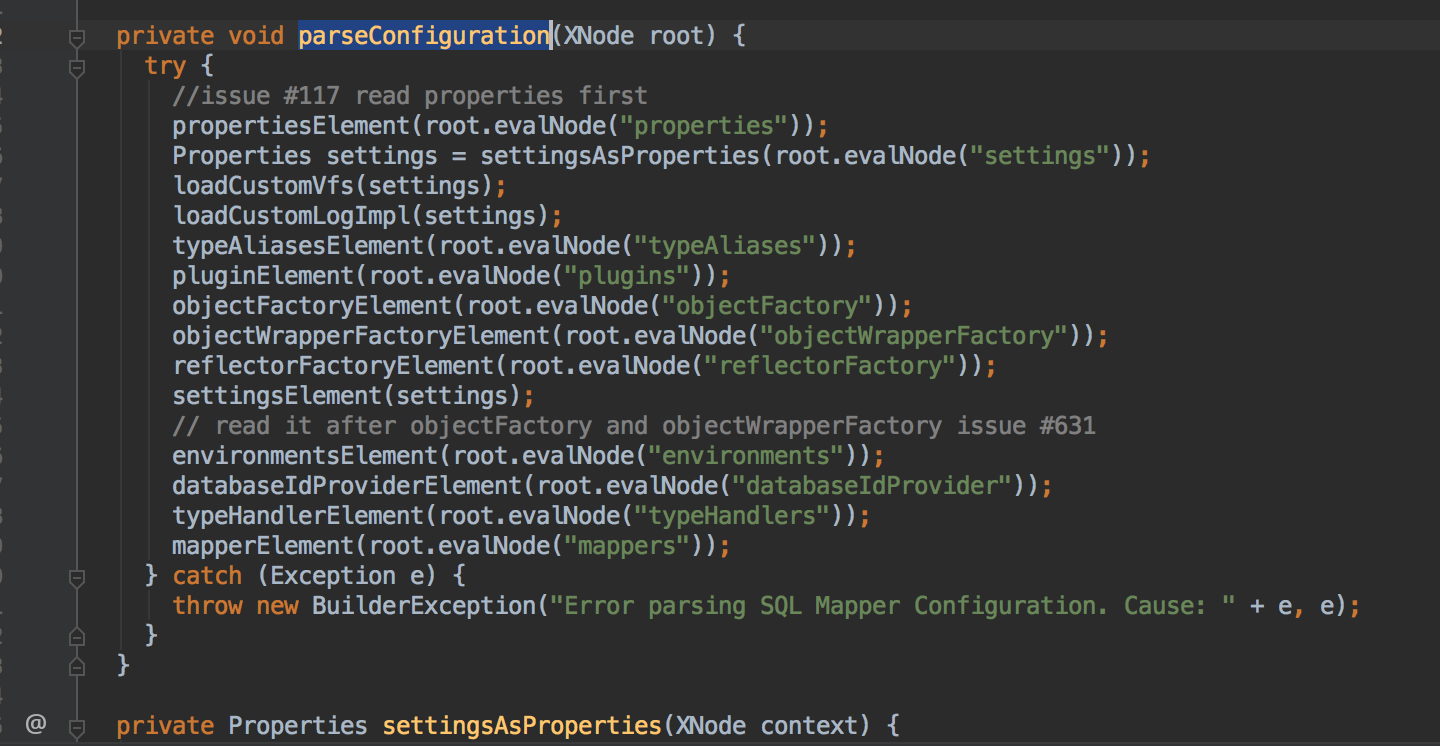 private void parseConfiguration(XNode root) {
try {
//issue #117 read properties first
propertiesElement(root.evalNode("properties"));
Properties settings = settingsAsProperties(root.evalNode("settings"));
loadCustomVfs(settings);
loadCustomLogImpl(settings);
typeAliasesElement(root.evalNode("typeAliases"));
pluginElement(root.evalNode("plugins"));
objectFactoryElement(root.evalNode("objectFactory"));
objectWrapperFactoryElement(root.evalNode("objectWrapperFactory"));
reflectorFactoryElement(root.evalNode("reflectorFactory"));
settingsElement(settings);
// read it after objectFactory and objectWrapperFactory issue #631
environmentsElement(root.evalNode("environments"));
databaseIdProviderElement(root.evalNode("databaseIdProvider"));
typeHandlerElement(root.evalNode("typeHandlers"));
mapperElement(root.evalNode("mappers"));
} catch (Exception e) {
throw new BuilderException("Error parsing SQL Mapper Configuration. Cause: " + e, e);
}
}
@ private Properties settingsAsProperties(XNode context) {